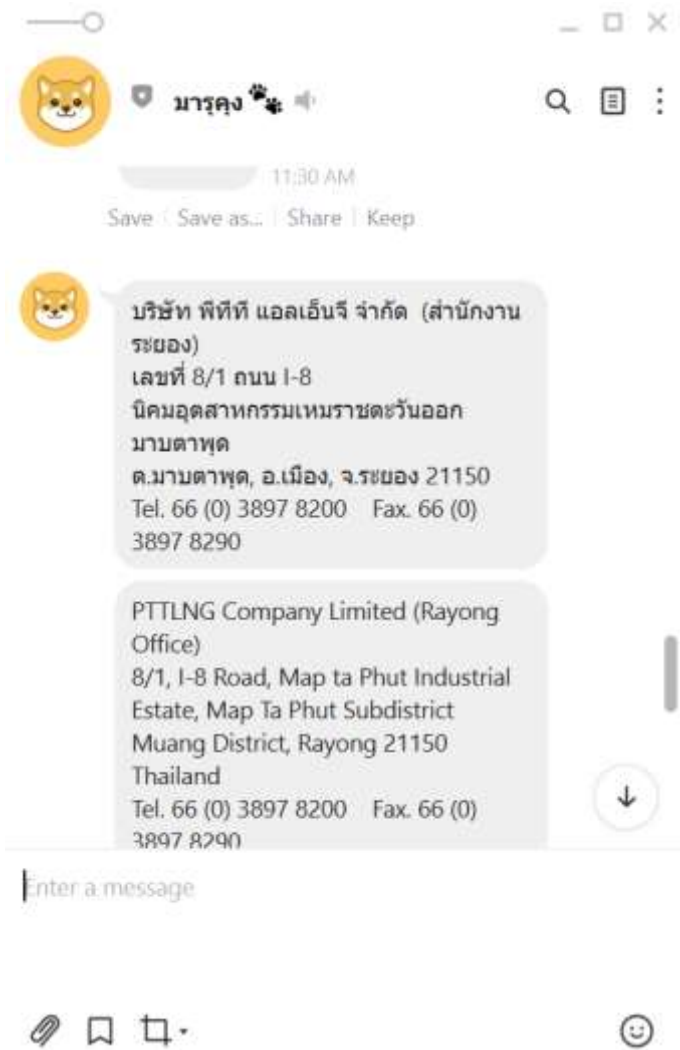 มารุคุง
11:30 AM
Save Save as... Share Keep
บริษัท พีทีที แอลเอ็นจี จำกัด (สำนักงาน
ระยอง)
เลขที่ 8/1 ถนน I-8
นิคมอุตสาหกรรมเหมราชตะวันออก
มาบตาพุด
ต.มาบตาพุด, อ.เมือง, จ.ระยอง 21150
Tel. 66 (0) 3897 8200 Fax. 66 (0)
3897 8290
PTTLNG Company Limited (Rayong
Office)
8/1, I-8 Road, Map ta Phut Industrial
Estate, Map Ta Phut Subdistrict
Muang District, Rayong 21150
Thailand
Tel. 66 (0) 3897 8200 Fax. 66 (0)
3897 8290
Enter a message